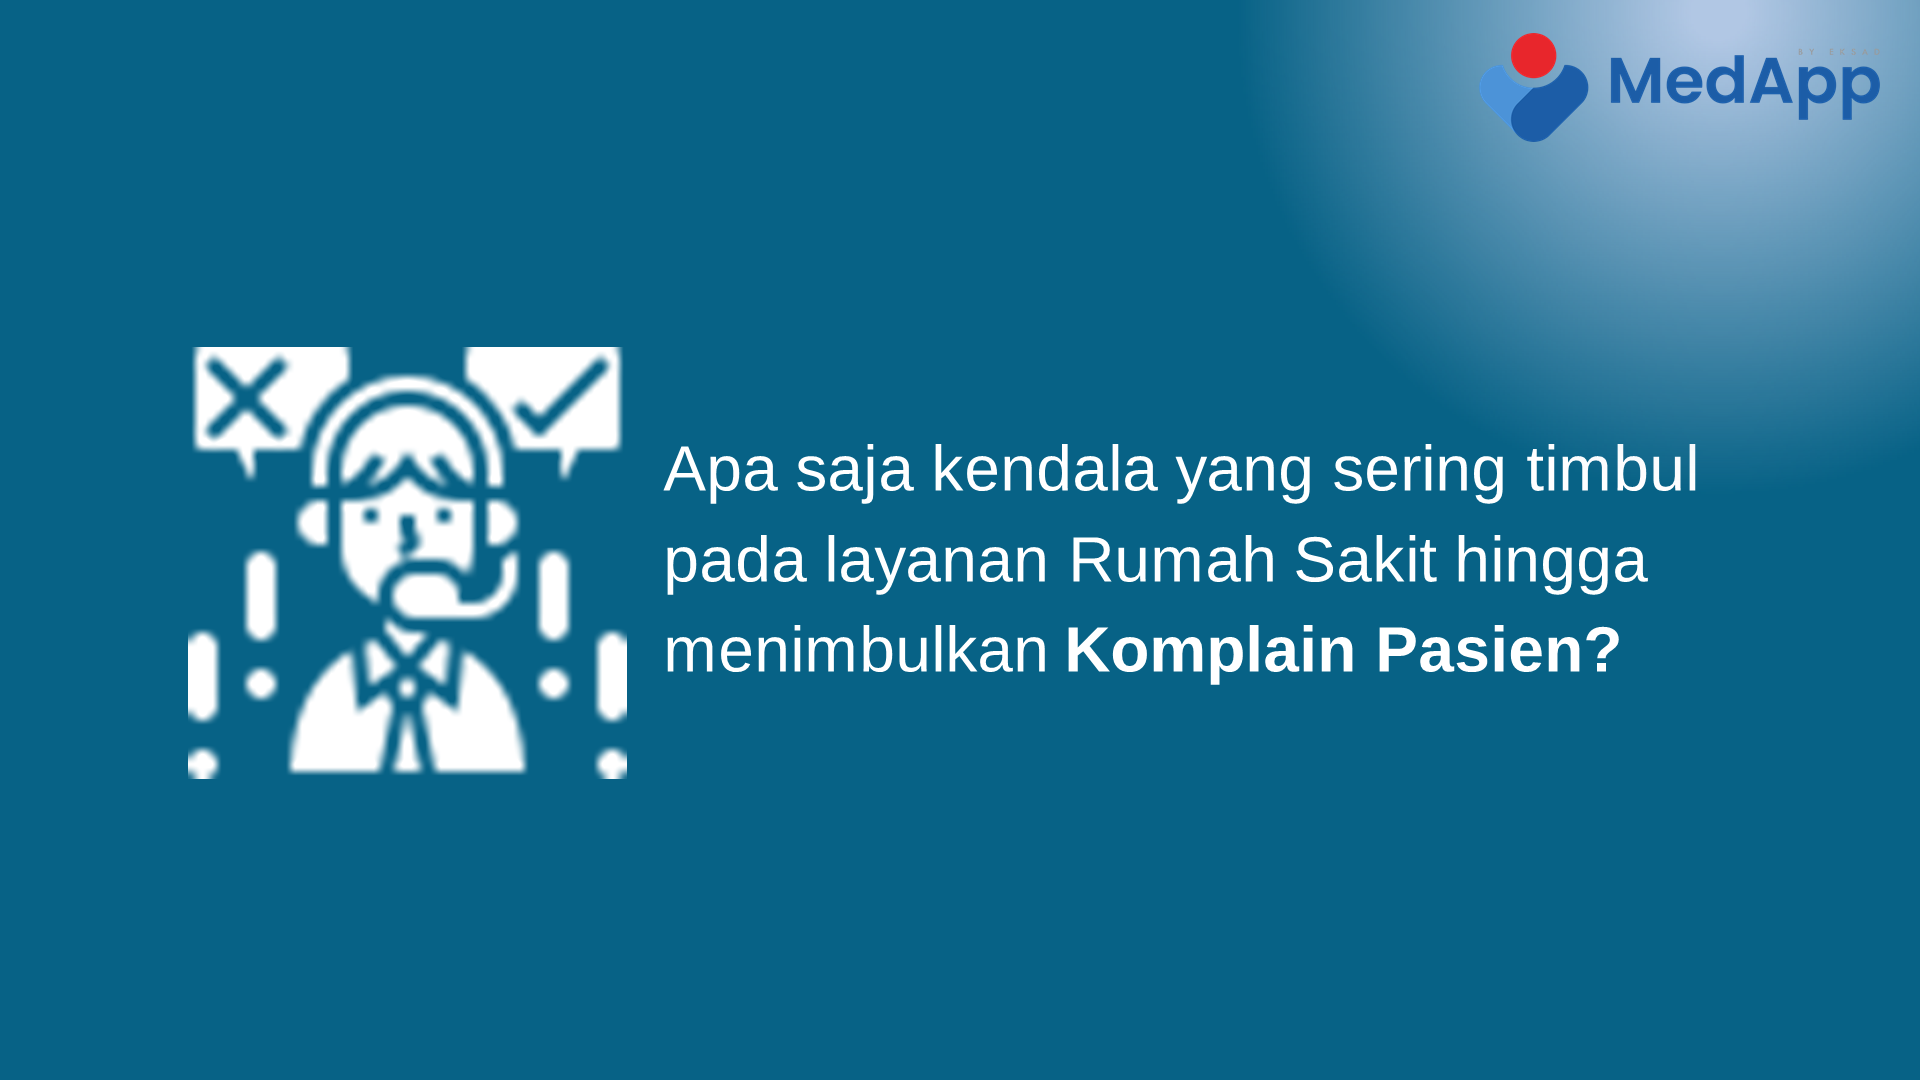 MedApp
Apa saja kendala yang sering timbul
pada layanan Rumah Sakit hingga
menimbulkan Komplain Pasien?